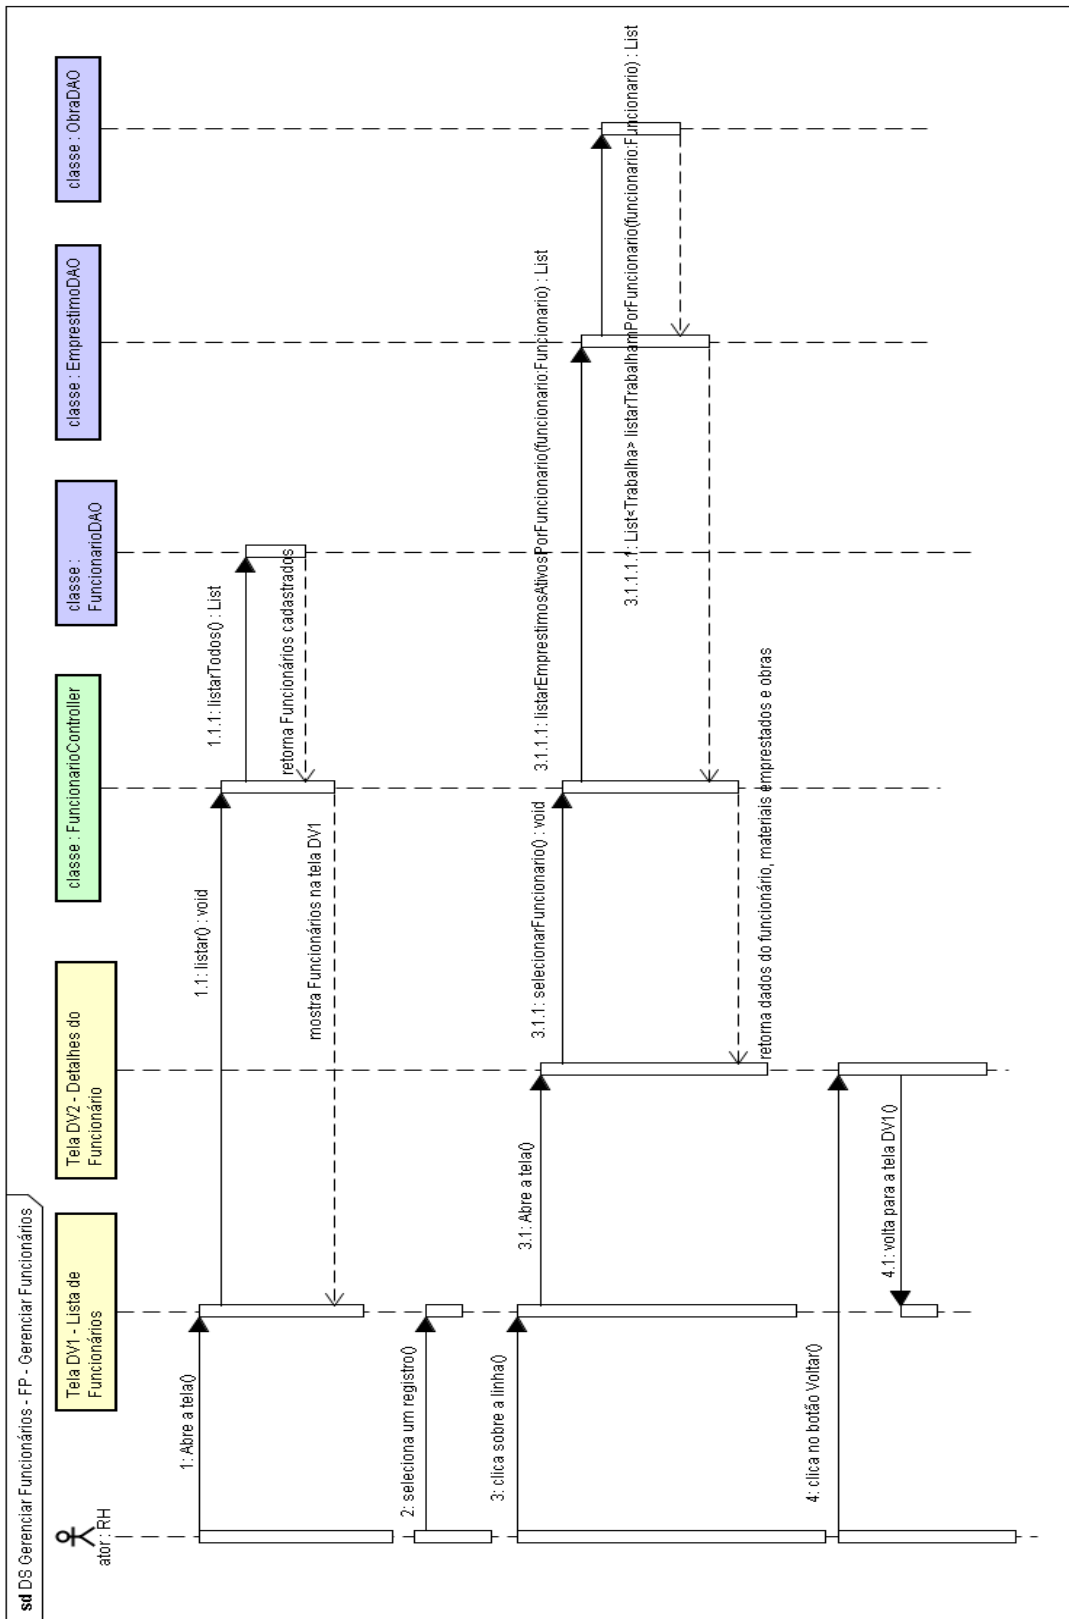 sd DS Gerenciar Funcionários - FP - Gerenciar Funcionários
ator : RH
Tela DV1 - Lista de
Funcionários
Tela DV2 - Detalhes do
Funcionário
classe : FuncionarioController
classe :
FuncionarioDAO
classe : EmprestimoDAO
classe : ObraDAO
1: Abre a tela()
1.1: listar() : void
1.1.1: listarTodos() : List
retorna Funcionários cadastrados
mostra Funcionários na tela DV1
2: seleciona um registro()
3: clica sobre a linha()
3.1: Abre a tela()
3.1.1: selecionarFuncionario() : void
3.1.1.1: listarEmprestimosAtivosPorFuncionario(funcionario:Funcionario) : List
3.1.1.1.1: List<Trabalha> listarTrabalhamPorFuncionario(funcionario:Funcionario) : List
retorna dados do funcionário, materiais emprestados e obras
4: clica no botão Voltar()
4.1: volta para a tela DV1()